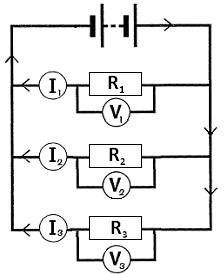 I₁ R₁
V₁
I₂ R₂
V₂
I₃ R₃
V₃